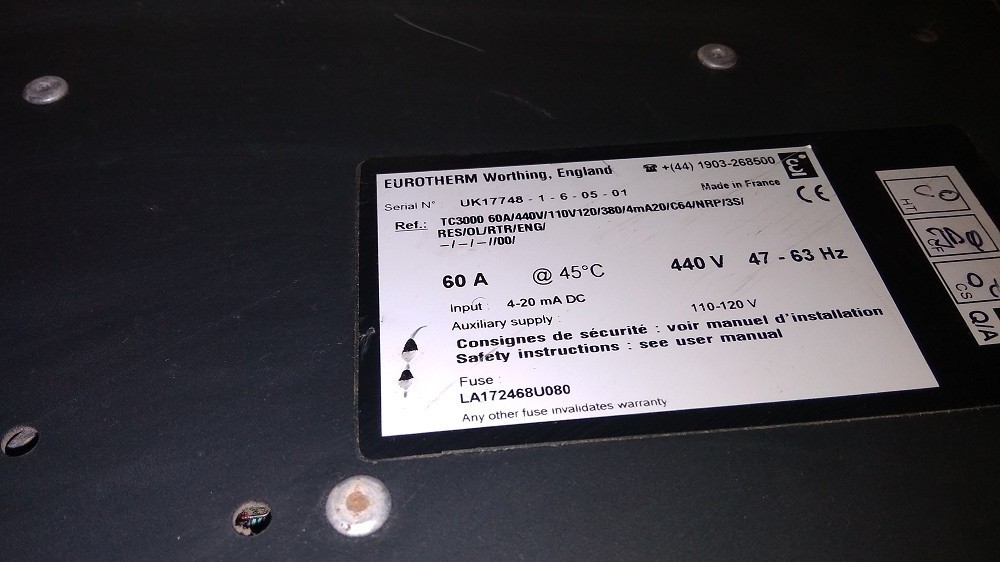 EUROTHERM Worthing, England ☎ +(44) 1903-268500
Made in France
CE
Serial N° UK17748 - 1 - 6 - 05 - 01
Ref.: TC3000 60A/440V/110V120/380/4mA20/C64/NRP/3S/
RES/OL/RTR/ENG/
–/–/–//00/
60 A @ 45°C 440 V 47 - 63 Hz
Input : 4-20 mA DC
Auxiliary supply : 110-120 V
Consignes de sécurité : voir manuel d'installation
Safety instructions : see user manual
Fuse :
LA172468U080
Any other fuse invalidates warranty
HT
CS
Q/A